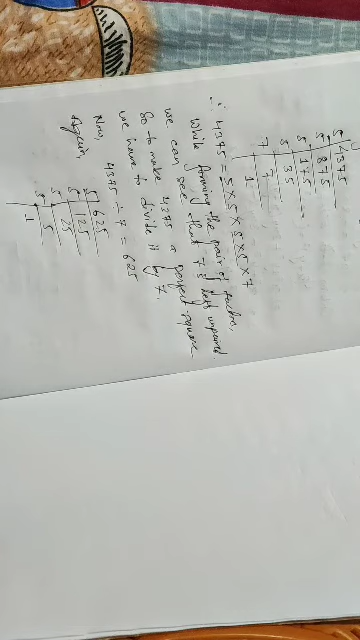 5 4375
5 875
5 175
5 35
7 7
1
∴ 4375 = 5×5×5×5×7
While forming the pair of factors,
we can see that 7 is left unpaired.
So to make 4375 a perfect square
we have to divide it by 7.
Now, 4375 ÷ 7 = 625
Again,
5 625
5 125
5 25
5 5
1